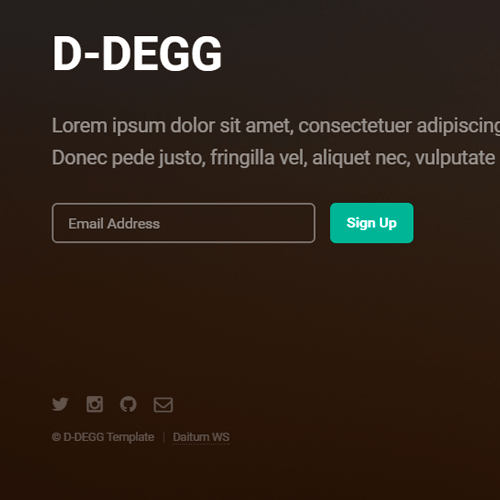 D-DEGG
Lorem ipsum dolor sit amet, consectetuer adipiscing
Donec pede justo, fringilla vel, aliquet nec, vulputate
Email Address
Sign Up
© D-DEGG Template | Daitum WS